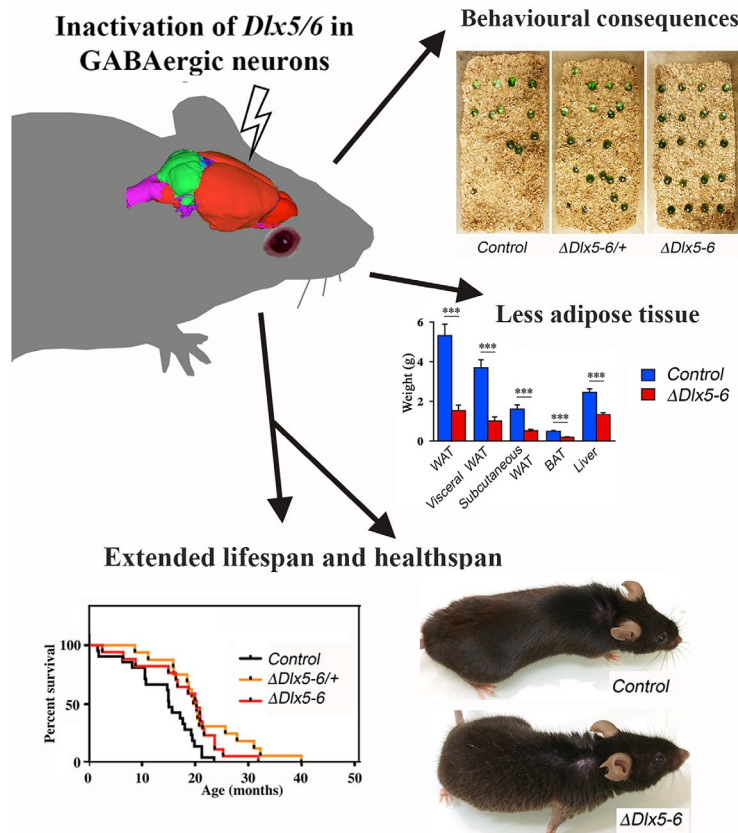 Inactivation of Dlx5/6 in
GABAergic neurons
Behavioural consequences
Control
ΔDlx5-6/+
ΔDlx5-6
Less adipose tissue
6
4
2
0
Weight (g)
***
***
***
***
***
WAT
Visceral WAT
Subcutaneous
WAT
BAT
Liver
Control
ΔDlx5-6
Extended lifespan and healthspan
100
50
0
Percent survival
Control
ΔDlx5-6/+
ΔDlx5-6
0 10 20 30 40 50
Age (months)
Control
ΔDlx5-6